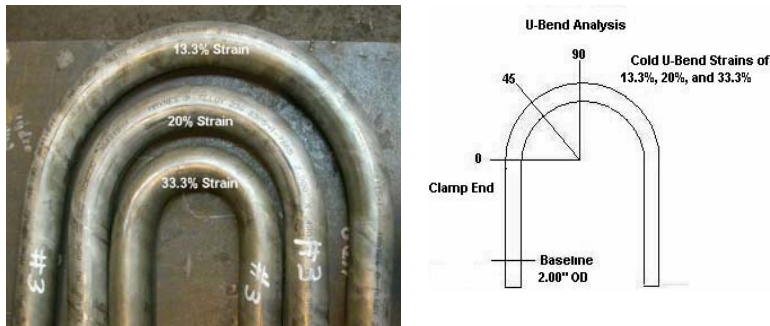 13.3% Strain
20% Strain
33.3% Strain
#3
#3
#3
U-Bend Analysis
90
Cold U-Bend Strains of
13.3%, 20%, and 33.3%
45
0
Clamp End
Baseline
2.00" OD